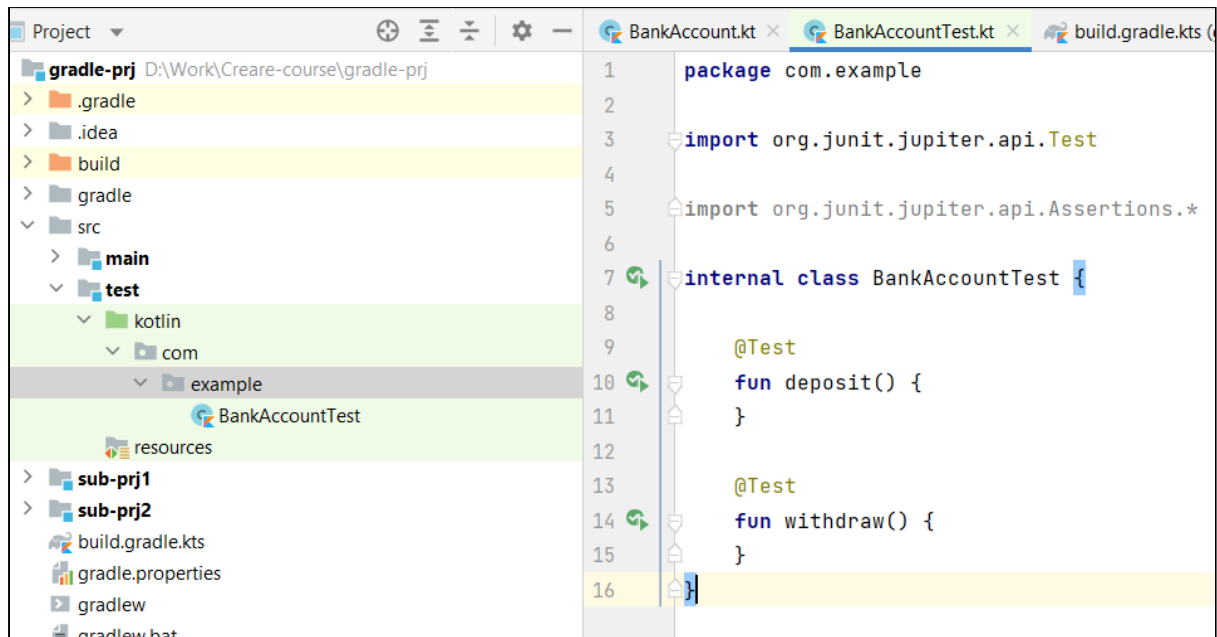 Project
gradle-prj D:\Work\Creare-course\gradle-prj
.gradle
.idea
build
gradle
src
main
test
kotlin
com
example
BankAccountTest
resources
sub-prj1
sub-prj2
build.gradle.kts
gradle.properties
gradlew
gradlew.bat
BankAccount.kt
BankAccountTest.kt
build.gradle.kts (
1 package com.example
2
3 import org.junit.jupiter.api.Test
4
5 import org.junit.jupiter.api.Assertions.*
6
7 internal class BankAccountTest {
8
9 @Test
10 fun deposit() {
11 }
12
13 @Test
14 fun withdraw() {
15 }
16 }